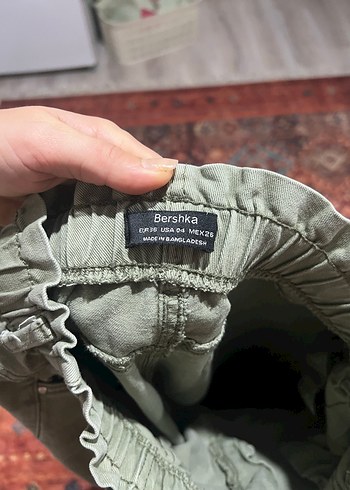 Bershka
EUR 36 USA 04 MEX 26
MADE IN BANGLADESH